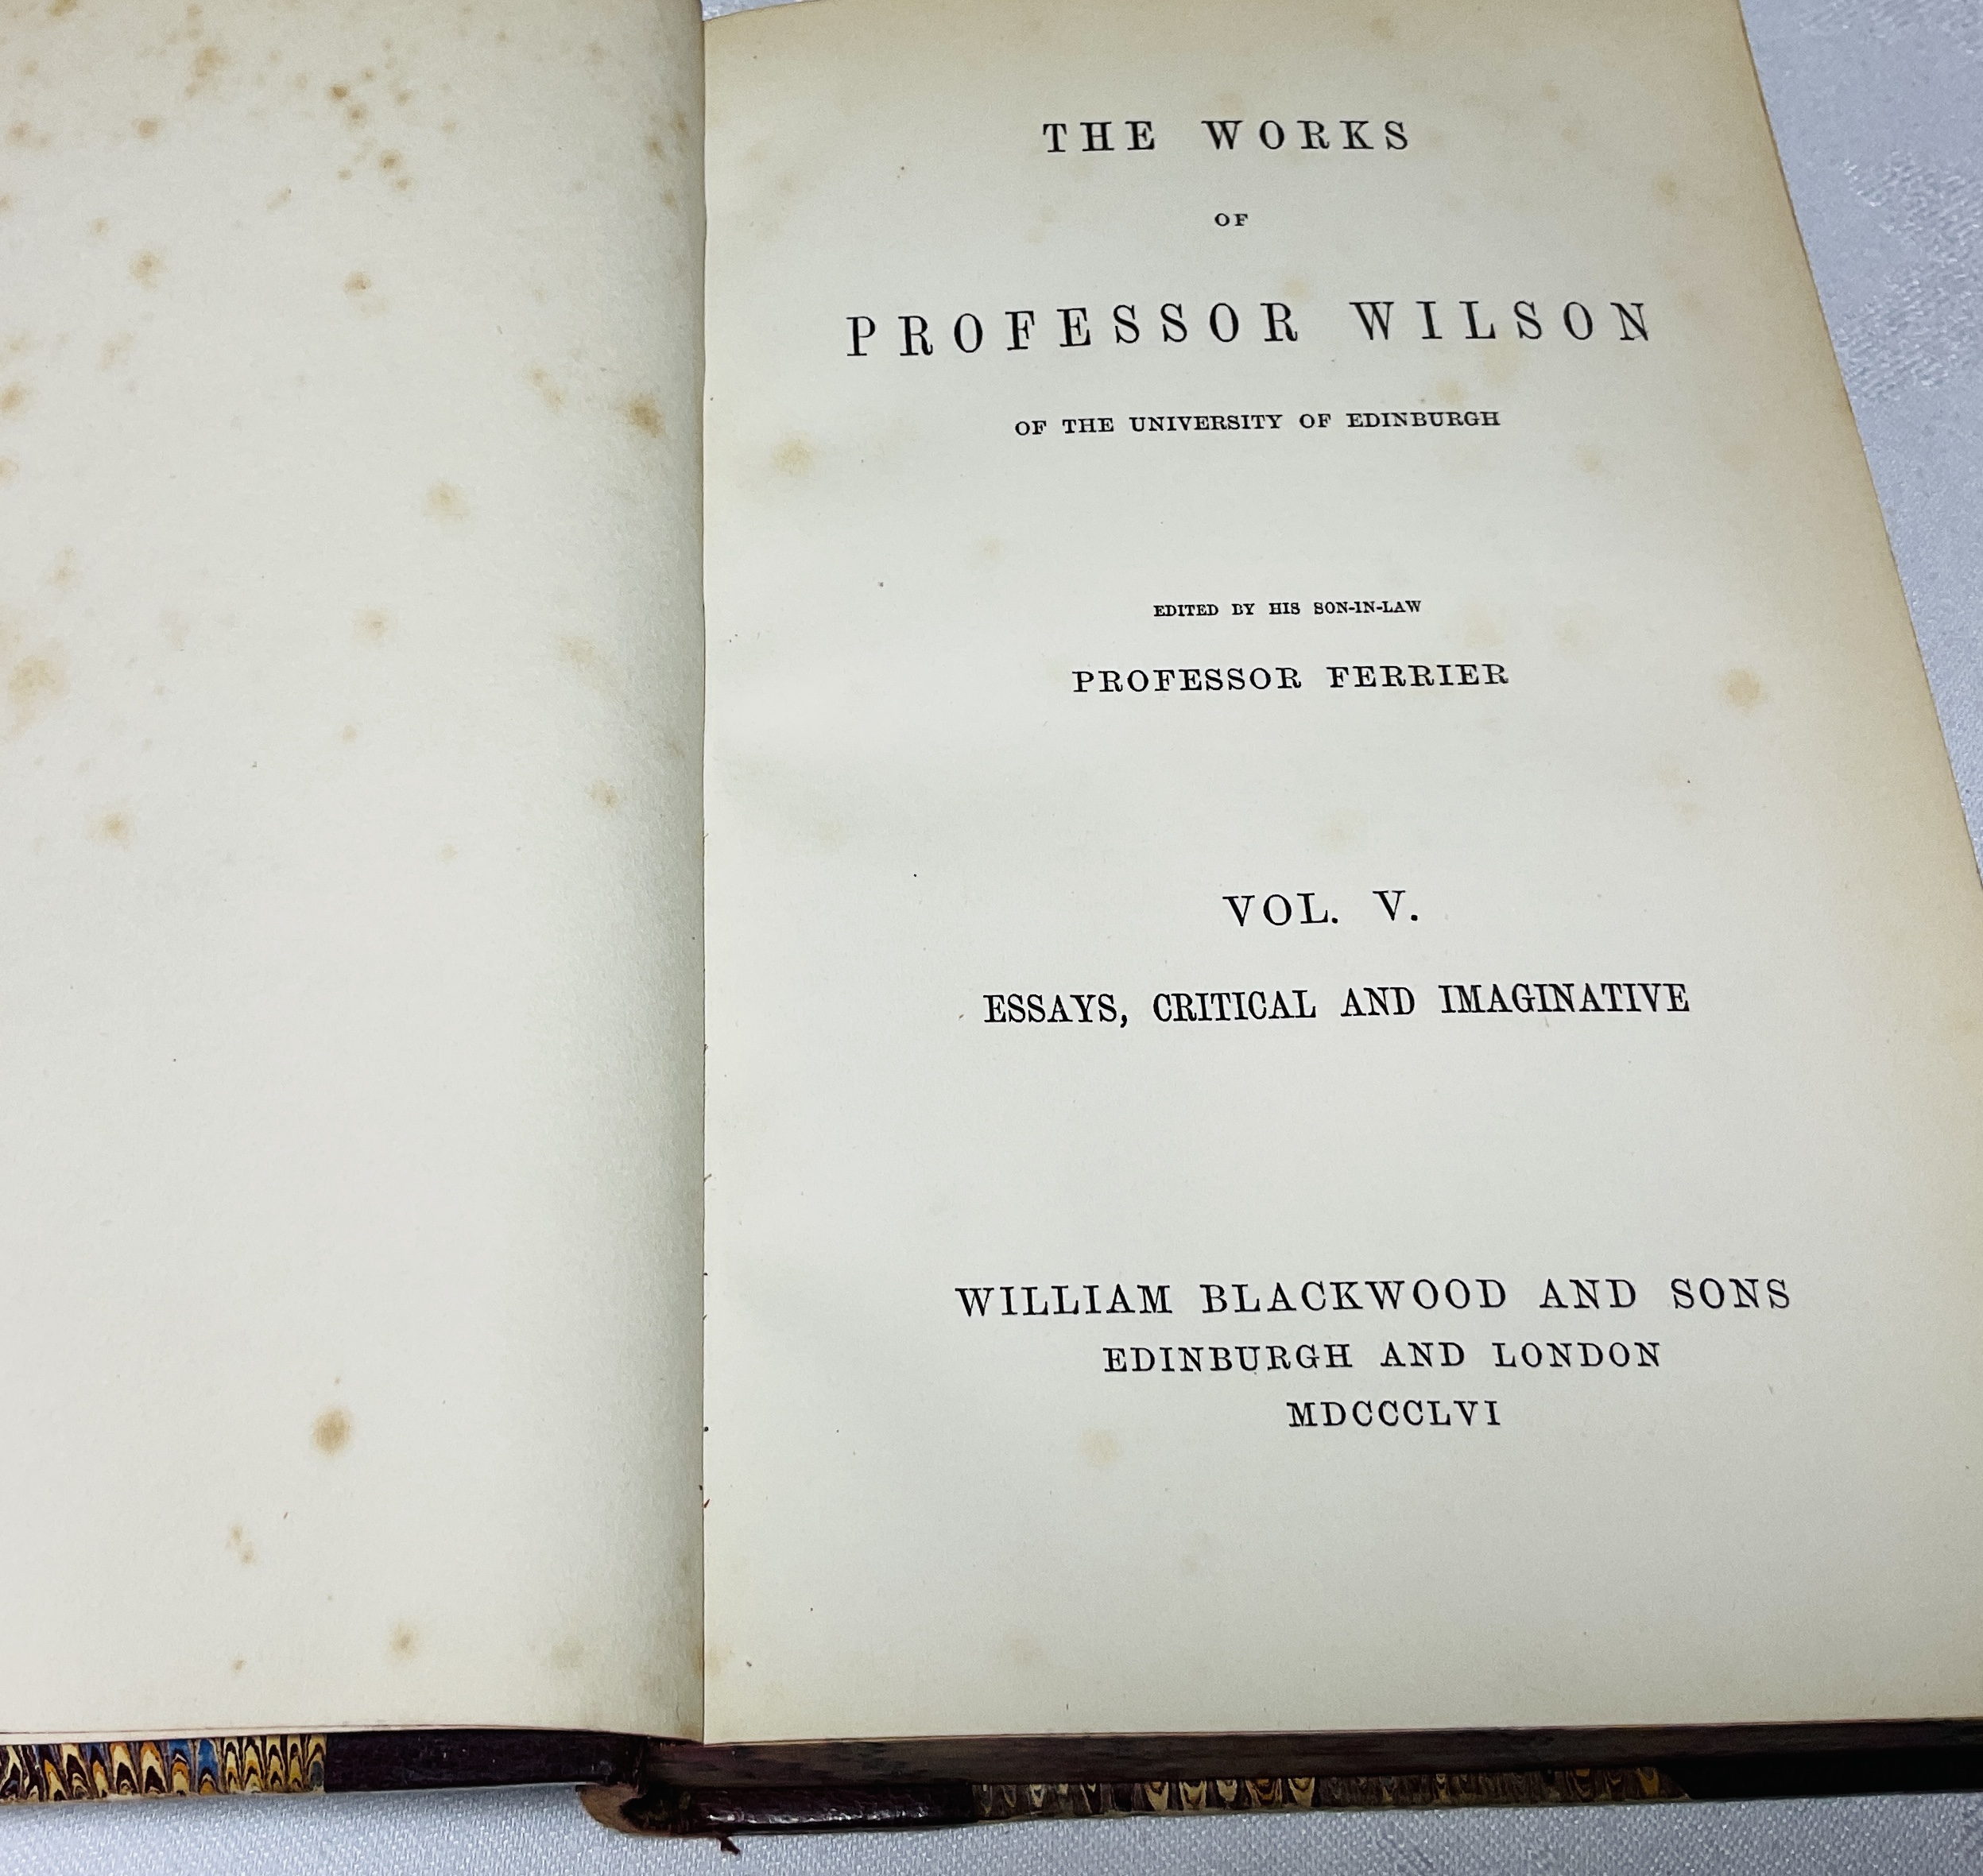 THE WORKS
OF
PROFESSOR WILSON
OF THE UNIVERSITY OF EDINBURGH
EDITED BY HIS SON-IN-LAW
PROFESSOR FERRIER
VOL. V.
ESSAYS, CRITICAL AND IMAGINATIVE
WILLIAM BLACKWOOD AND SONS
EDINBURGH AND LONDON
MDCCCLVI